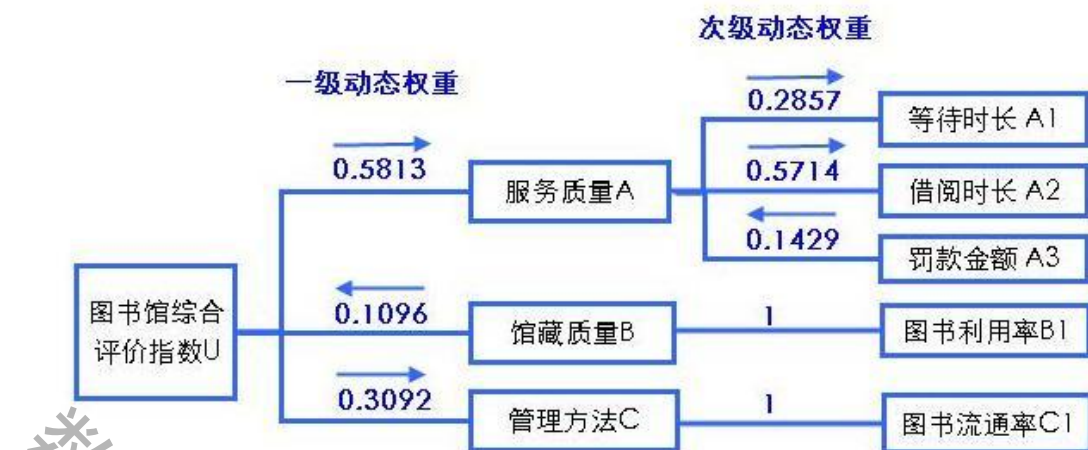 次级动态权重
一级动态权重
0.2857
等待时长 A1
0.5813
服务质量A
0.5714
借阅时长 A2
0.1429
罚款金额 A3
图书馆综合
评价指数U
0.1096
馆藏质量B
1
图书利用率B1
0.3092
管理方法C
1
图书流通率C1